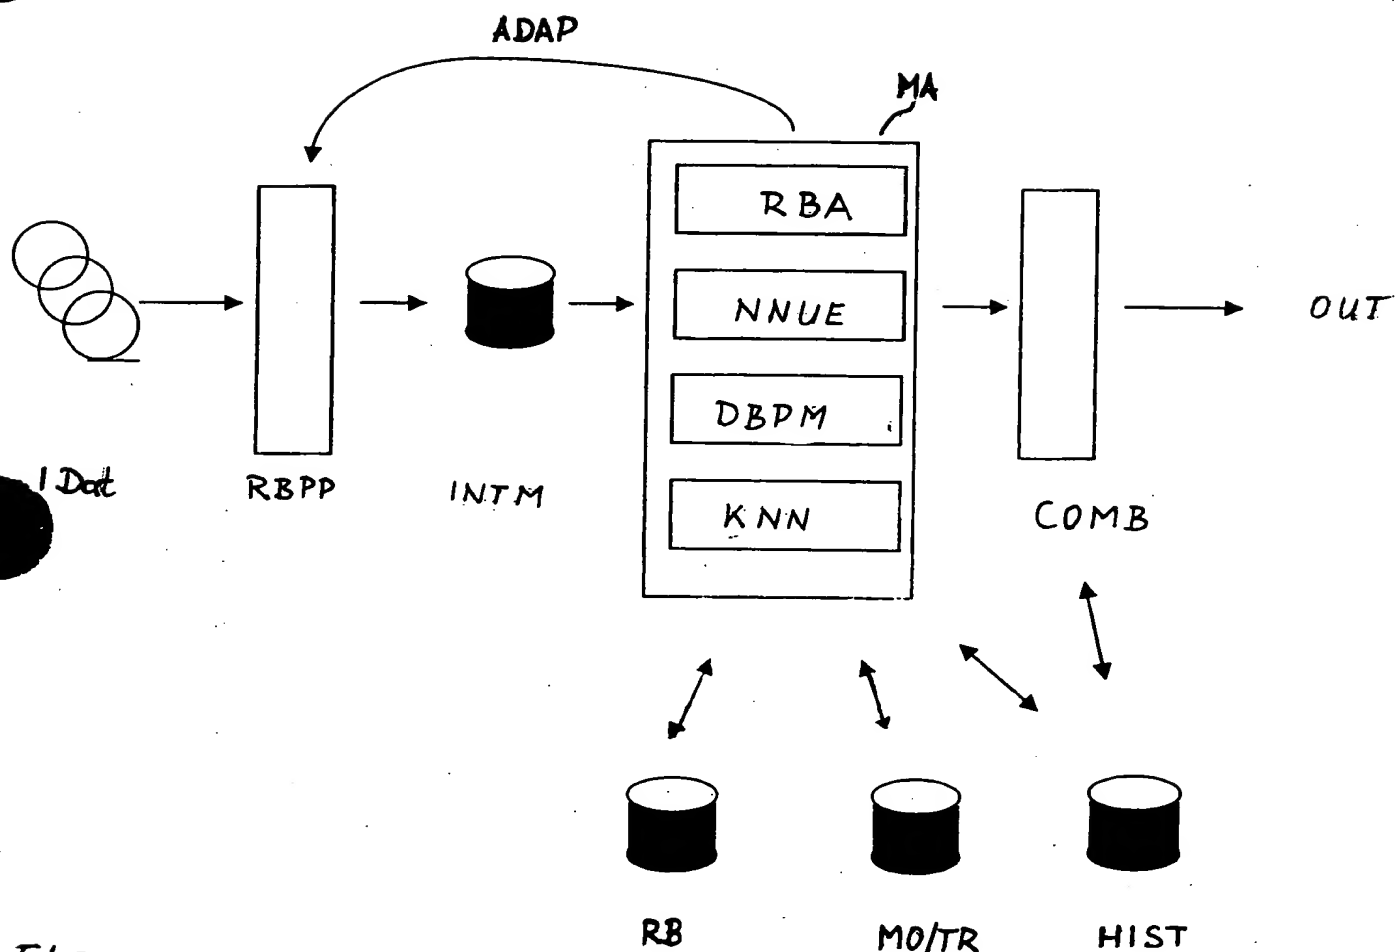 ADAP
MA
RBA
NNUE
DBPM
KNN
OUT
I Dat
RBPP
INTM
COMB
RB
MO/TR
HIST